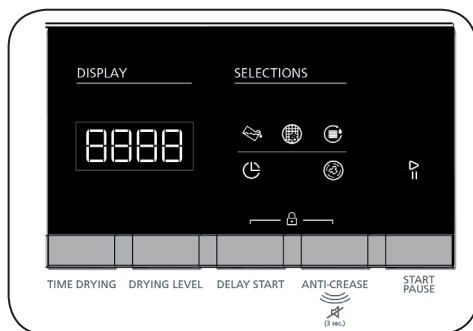 DISPLAY SELECTIONS
8888
TIME DRYING DRYING LEVEL DELAY START ANTI-CREASE START
PAUSE
(3 sec.)